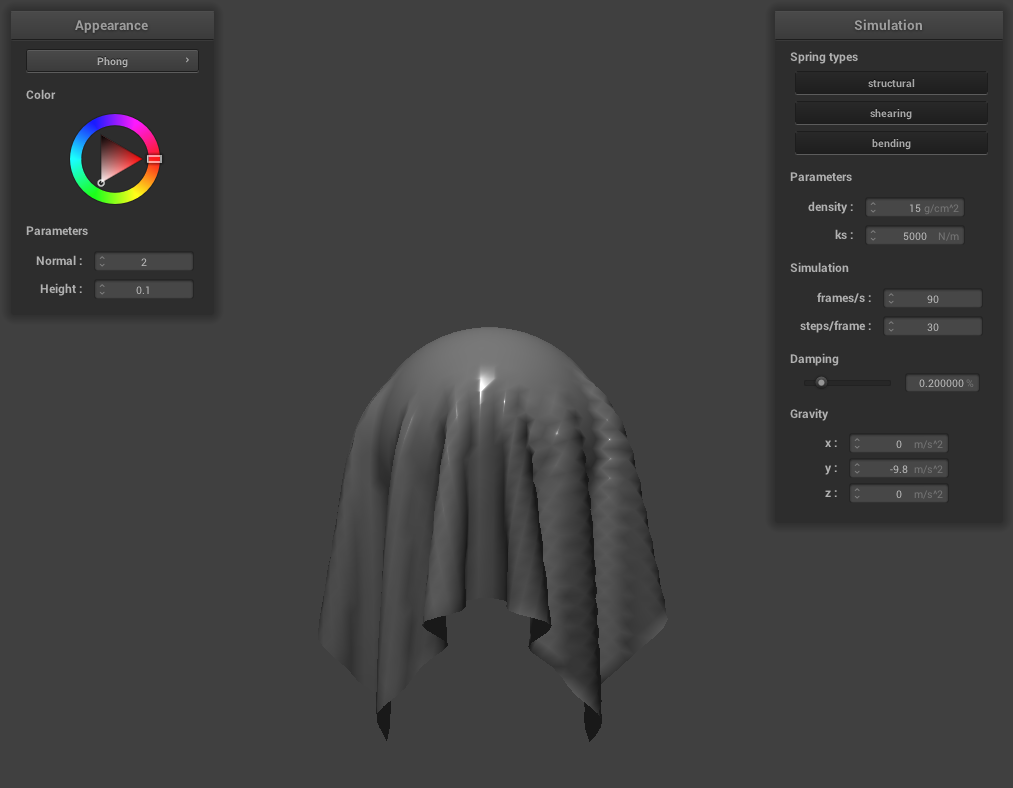 Appearance
Phong ›
Color
Parameters
Normal : 2
Height : 0.1
Simulation
Spring types
structural
shearing
bending
Parameters
density : 15 g/cm^2
ks : 5000 N/m
Simulation
frames/s : 90
steps/frame : 30
Damping
0.200000 %
Gravity
x : 0 m/s^2
y : -9.8 m/s^2
z : 0 m/s^2